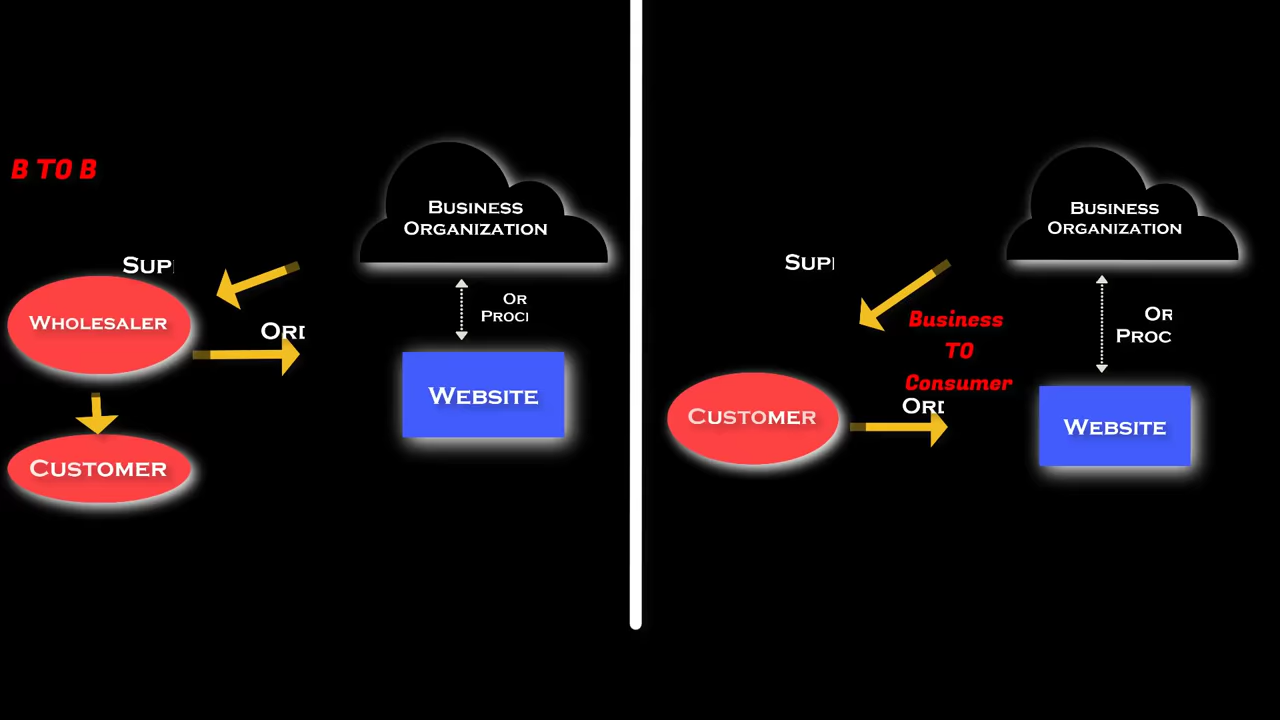 B TO B
BUSINESS
ORGANIZATION
SUP
WHOLESALER
ORD
OR
PROC
WEBSITE
CUSTOMER
BUSINESS
ORGANIZATION
SUP
Business
TO
Consumer
OR
PROC
CUSTOMER
ORD
WEBSITE